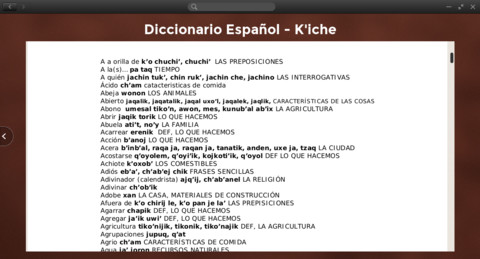 Diccionario Español - K'iche
A a orilla de k'o chuchi', chuchi' LAS PREPOSICIONES
A la(s)... pa taq TIEMPO
A quién jachin tuk', chin ruk', jachin che, jachino LAS INTERROGATIVAS
Ácido ch'am catacteristicas de comida
Abeja wonon LOS ANIMALES
Abierto jaqalik, jaqatalik, jaqal uxo'l, jaqalek, jaqlik, CARACTERÍSTICAS DE LAS COSAS
Abono umesal tiko'n, awon, mes, kunub'al ab'ix LA AGRICULTURA
Abrir jaqik torik LO QUE HACEMOS
Abuela ati't, no'y LA FAMILIA
Acarrear erenik DEF, LO QUE HACEMOS
Acción b'anoj LO QUE HACEMOS
Acera b'inb'al, raqa ja, raqan ja, tanatik, anden, uxe ja, tzaq LA CIUDAD
Acostarse q'oyolem, q'oyi'ik, kojkoti'ik, q'oyol DEF LO QUE HACEMOS
Achiote k'oxob' LOS COMESTIBLES
Adiós eb'a', ch'ab'ej chik FRASES SENCILLAS
Adivinador (calendrista) ajq'ij, ch'ab'anel LA RELIGIÓN
Adivinar ch'ob'ik
Adobe xan LA CASA, MATERIALES DE CONSTRUCCIÓN
Afuera de k'o chirij le, k'o pan je la' LAS PREPISICIONES
Agarrar chapik DEF, LO QUE HACEMOS
Agregar ja'ik uwi' DEF, LO QUE HACEMOS
Agricultura tiko'nijik, tikonik, tiko'najik DEF, LA AGRICULTURA
Agrupaciones jupuq, q'at
Agrio ch'am CARACTERÍSTICAS DE COMIDA
Agua ja', joron RECURSOS NATURALES